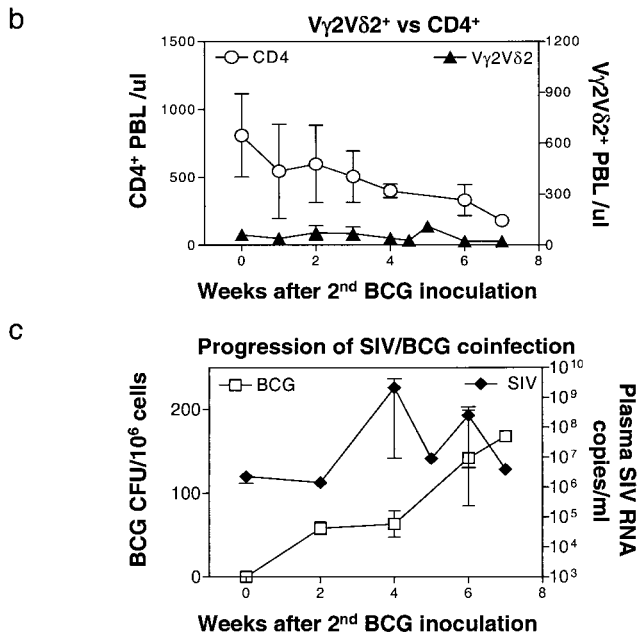 b
Vγ2Vδ2⁺ vs CD4⁺
1500
1000
500
0
CD4⁺ PBL /ul
CD4
Vγ2Vδ2
1200
900
600
300
0
Vγ2Vδ2⁺ PBL /ul
0 2 4 6 8
Weeks after 2ⁿᵈ BCG inoculation
c
Progression of SIV/BCG coinfection
200
100
0
BCG CFU/10⁶ cells
BCG
SIV
10¹⁰
10⁹
10⁸
10⁷
10⁶
10⁵
10⁴
10³
Plasma SIV RNA
copies/ml
0 2 4 6 8
Weeks after 2ⁿᵈ BCG inoculation